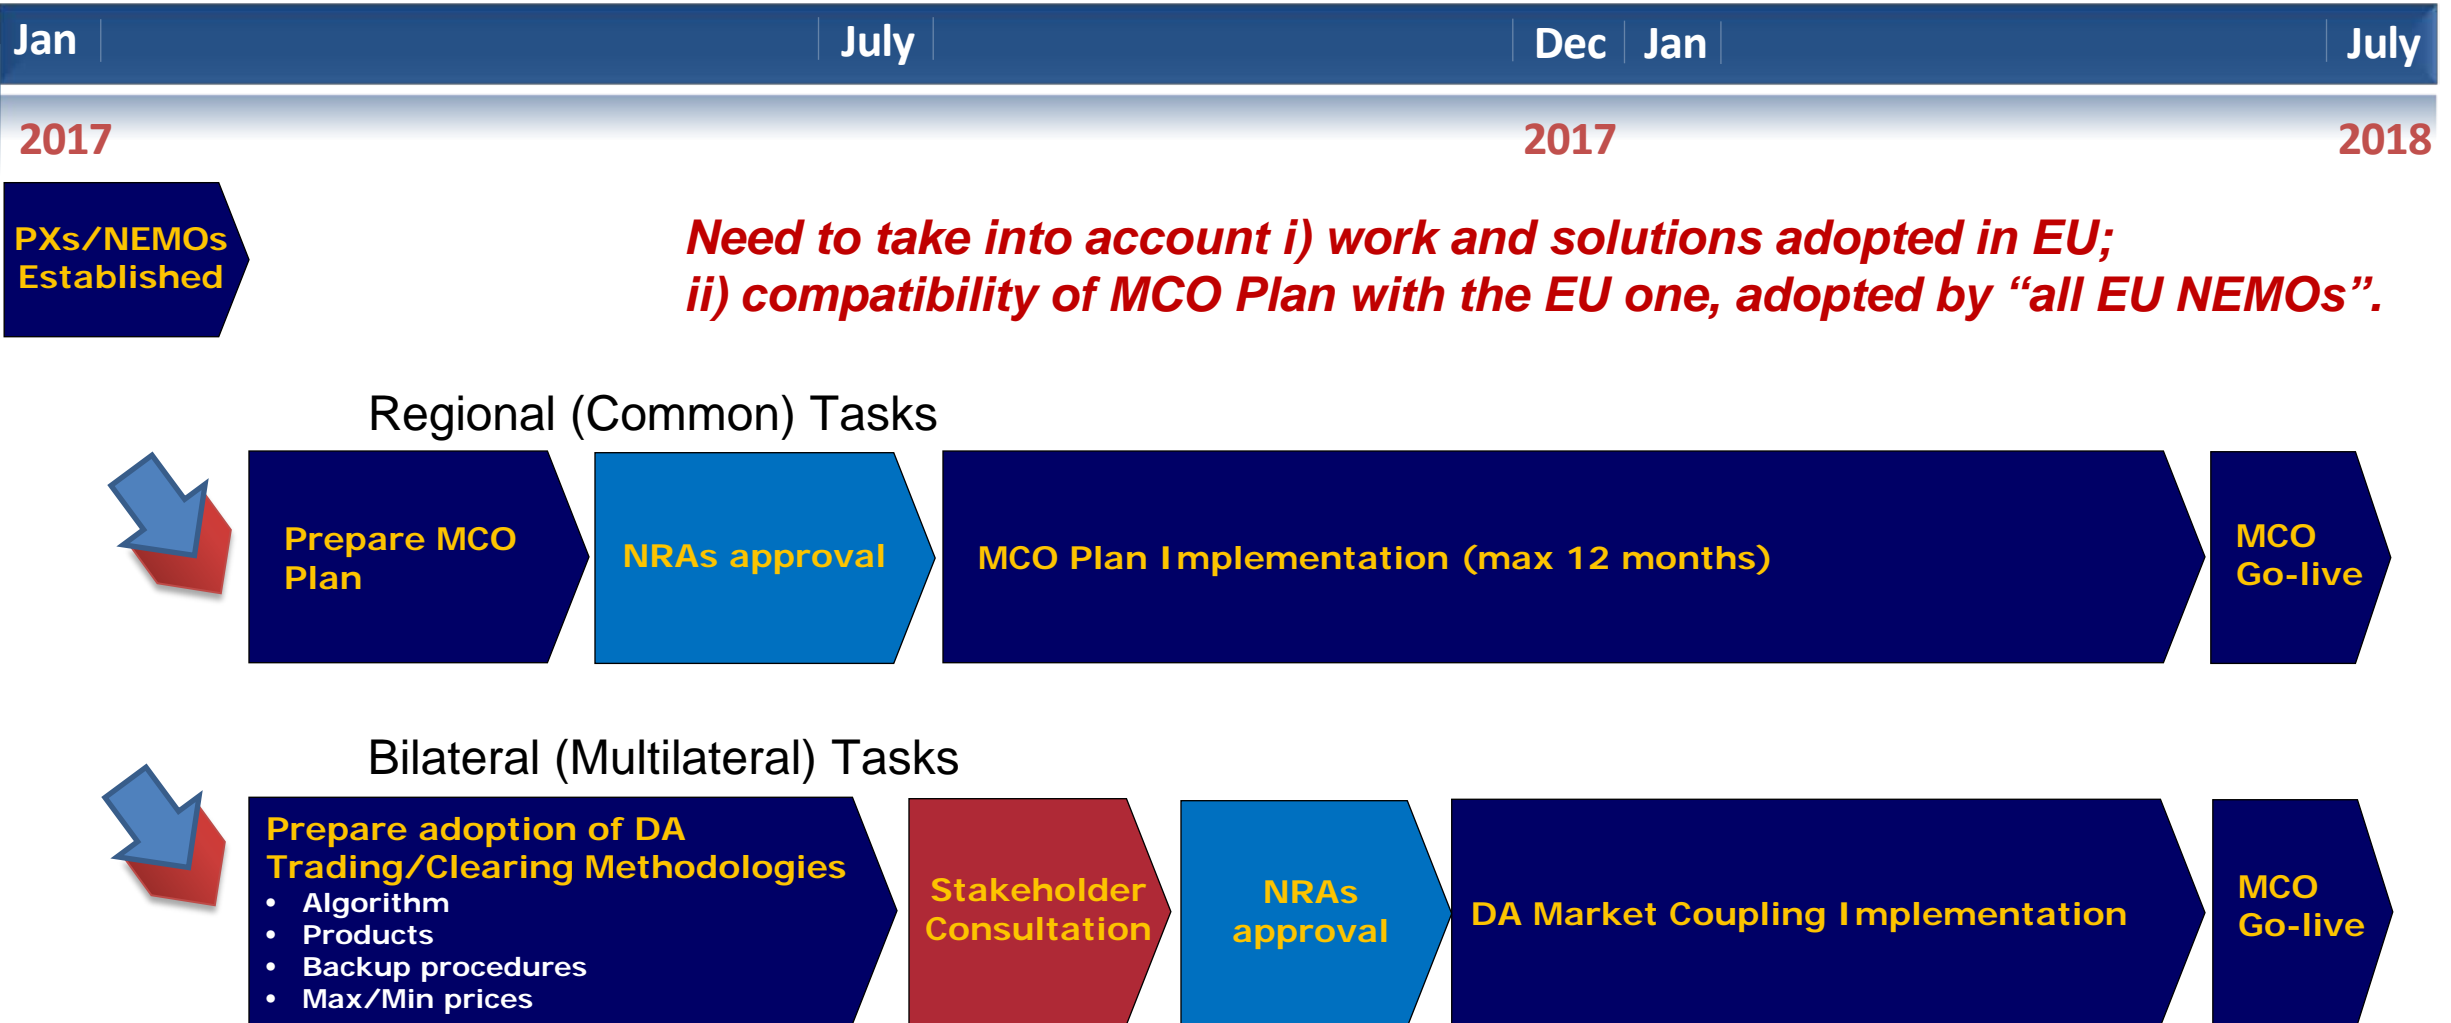 Jan July Dec Jan July
2017 2017 2018
PXs/NEMOs
Established
Need to take into account i) work and solutions adopted in EU;
ii) compatibility of MCO Plan with the EU one, adopted by “all EU NEMOs”.
Regional (Common) Tasks
Prepare MCO
Plan
NRAs approval
MCO Plan Implementation (max 12 months)
MCO
Go-live
Bilateral (Multilateral) Tasks
Prepare adoption of DA
Trading/Clearing Methodologies
• Algorithm
• Products
• Backup procedures
• Max/Min prices
Stakeholder
Consultation
NRAs
approval
DA Market Coupling Implementation
MCO
Go-live